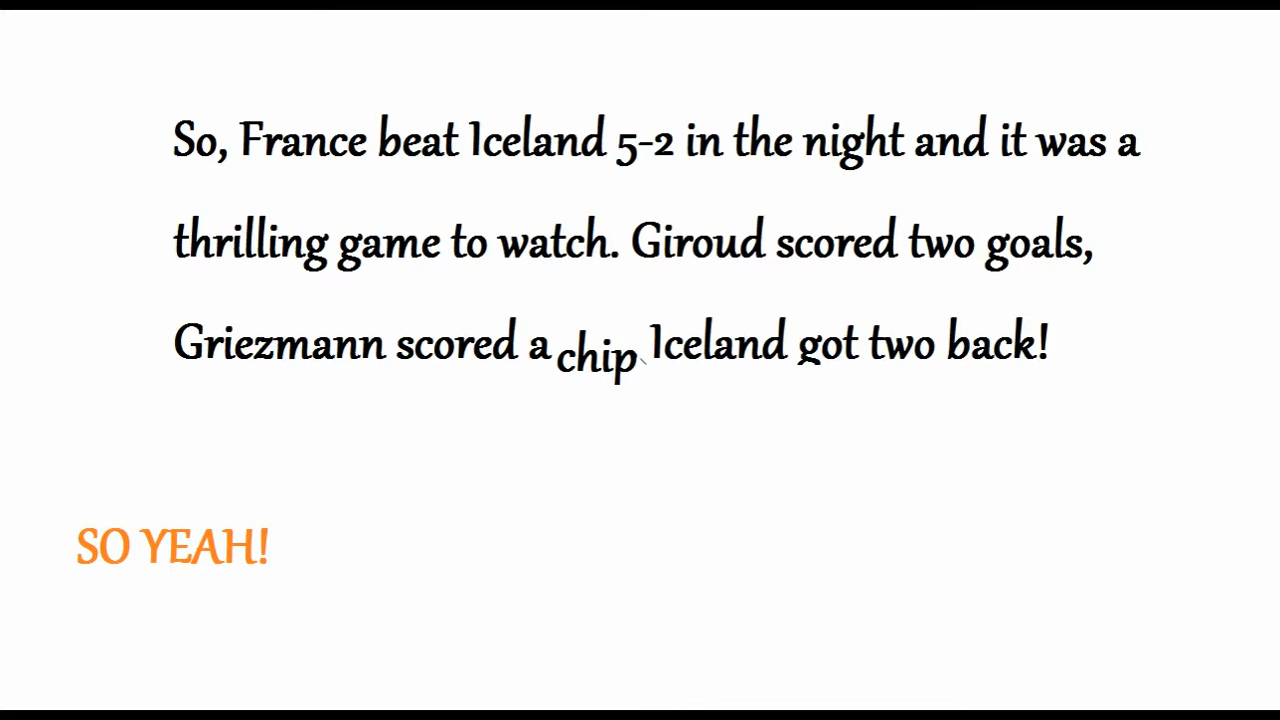 So, France beat Iceland 5-2 in the night and it was a
thrilling game to watch. Giroud scored two goals,
Griezmann scored a chip, Iceland got two back!
SO YEAH!